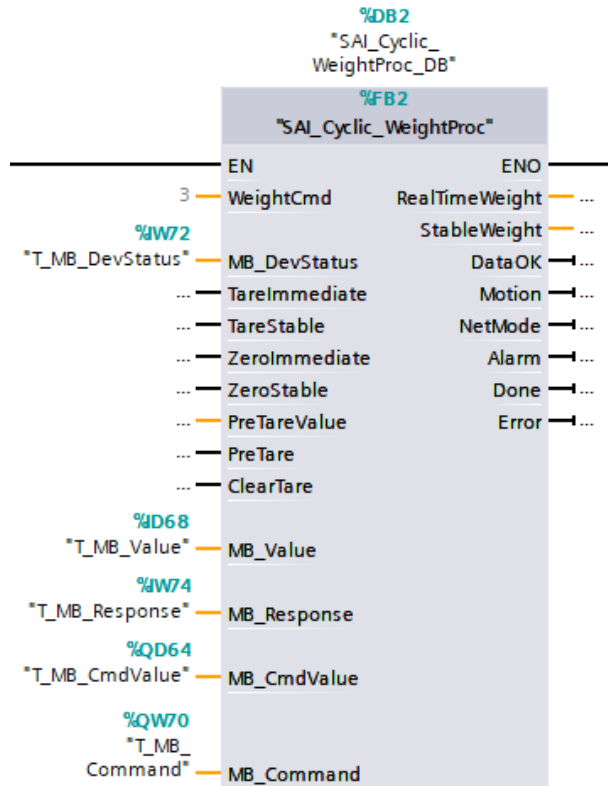 %DB2
"SAI_Cyclic_
WeightProc_DB"
%FB2
"SAI_Cyclic_WeightProc"
EN ENO
3 WeightCmd RealTimeWeight ...
%IW72 StableWeight ...
"T_MB_DevStatus" MB_DevStatus DataOK ...
... TareImmediate Motion ...
... TareStable NetMode ...
... ZeroImmediate Alarm ...
... ZeroStable Done ...
... PreTareValue Error ...
... PreTare
... ClearTare
%ID68
"T_MB_Value" MB_Value
%IW74
"T_MB_Response" MB_Response
%QD64
"T_MB_CmdValue" MB_CmdValue
%QW70
"T_MB_
Command" MB_Command